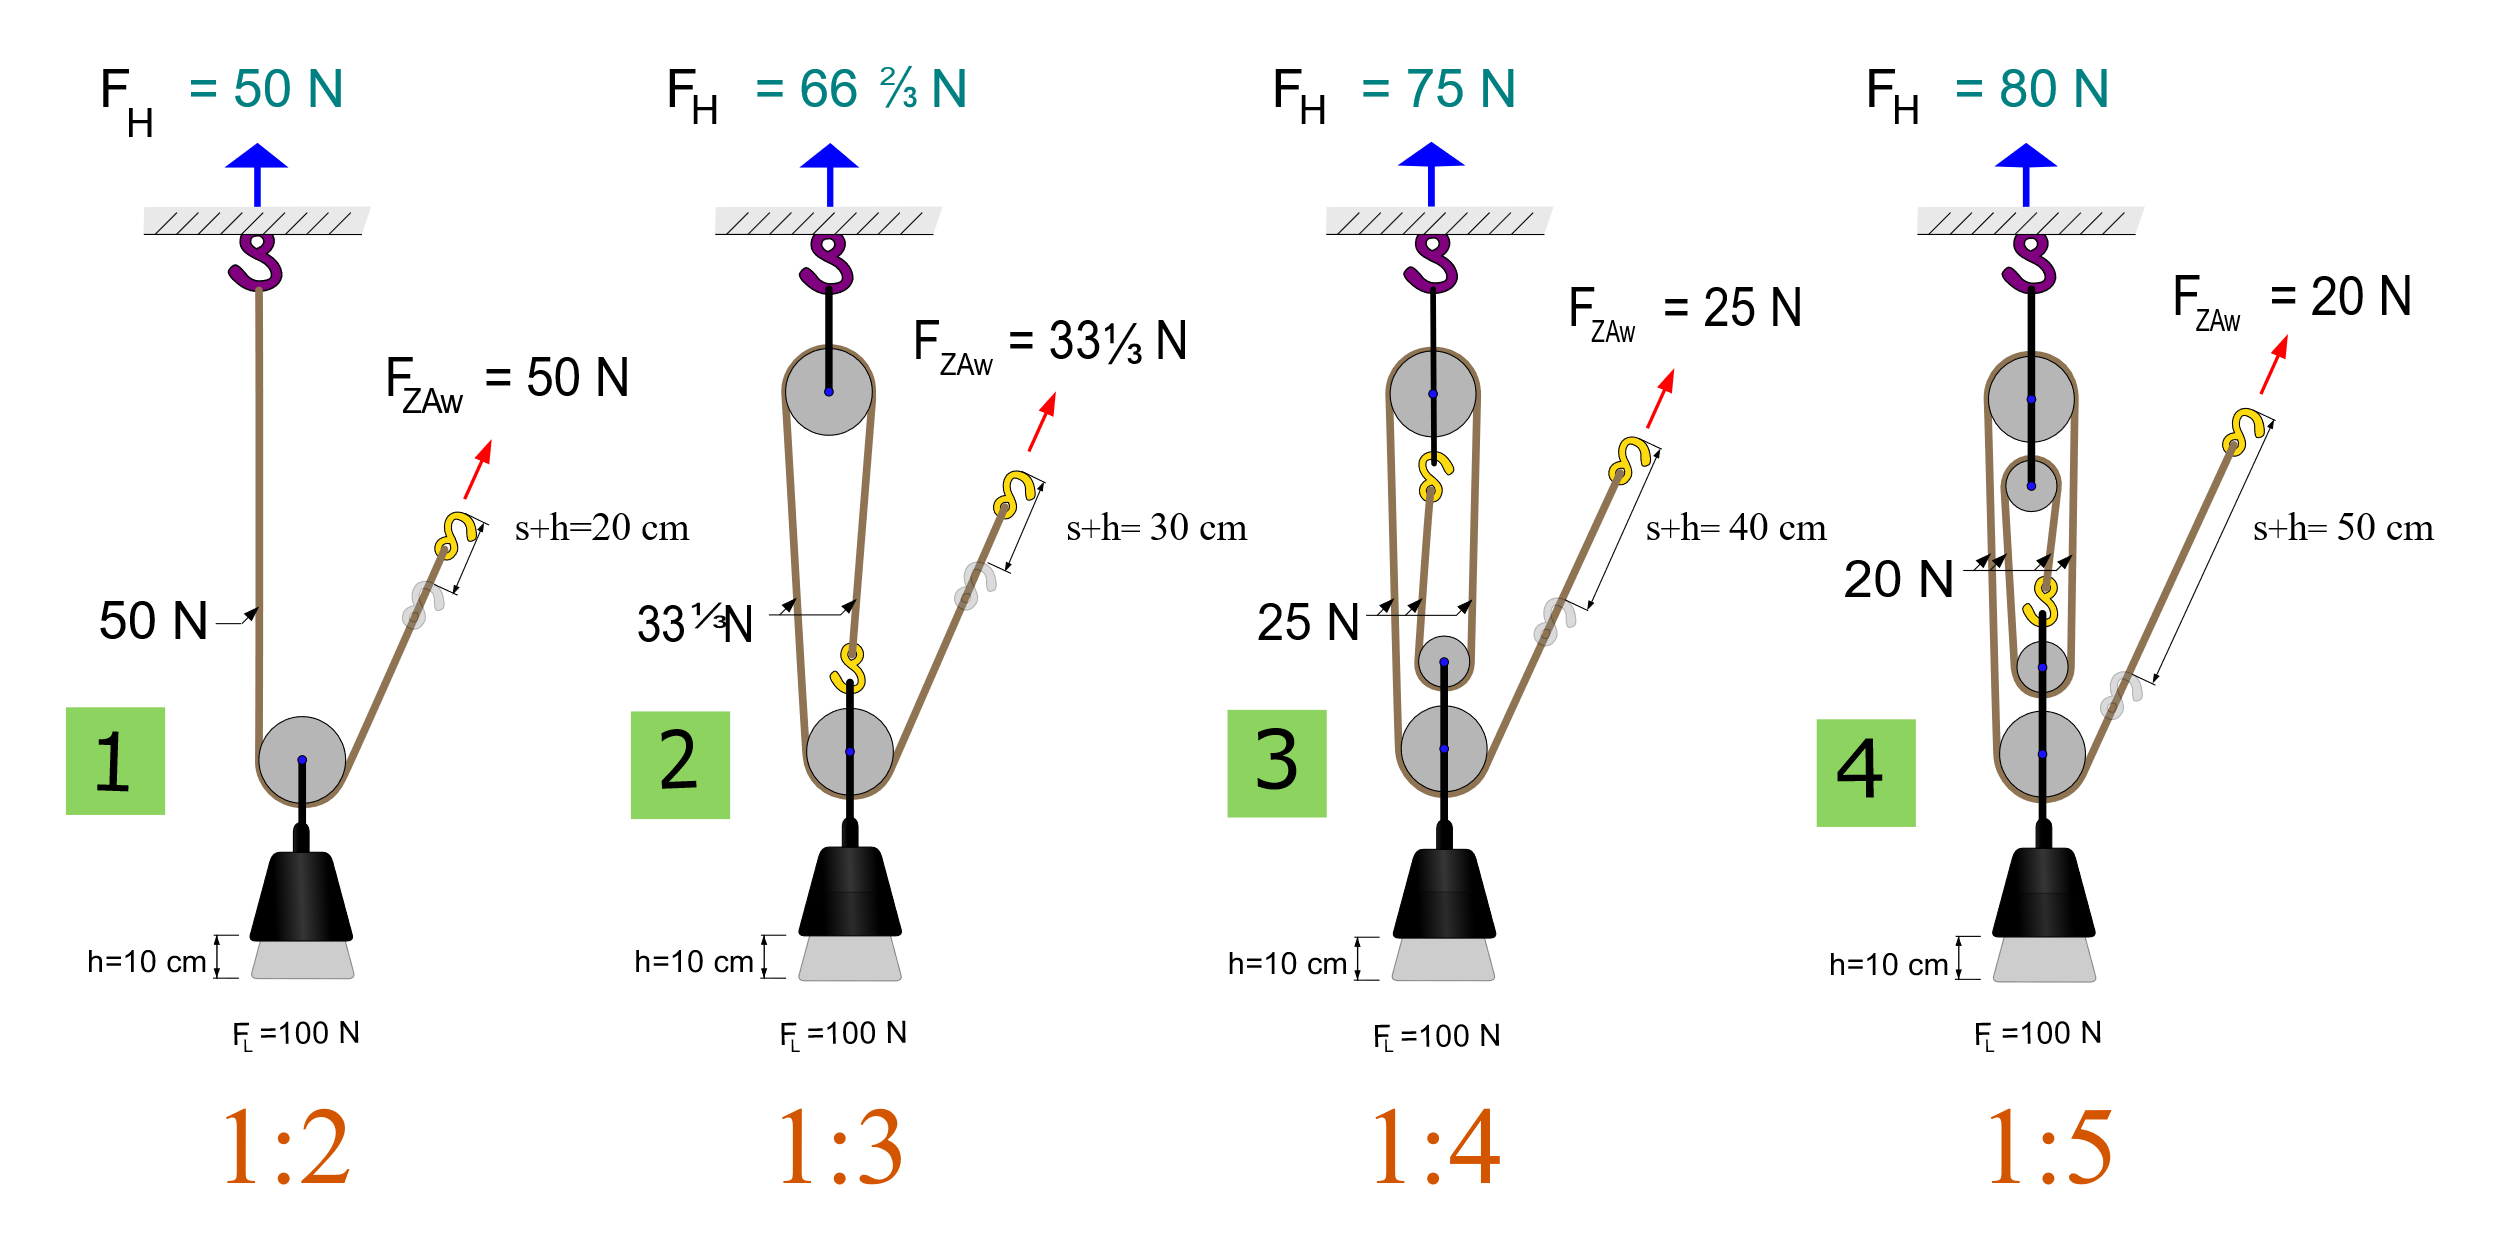 F_H = 50 N
F_H = 66 ⅔ N
F_H = 75 N
F_H = 80 N
F_ZAw = 50 N
F_ZAw = 33⅓ N
F_ZAw = 25 N
F_ZAw = 20 N
s+h=20 cm
s+h= 30 cm
s+h= 40 cm
s+h= 50 cm
50 N
33⅓N
25 N
20 N
1
2
3
4
h=10 cm
h=10 cm
h=10 cm
h=10 cm
F_L =100 N
F_L =100 N
F_L =100 N
F_L =100 N
1:2
1:3
1:4
1:5